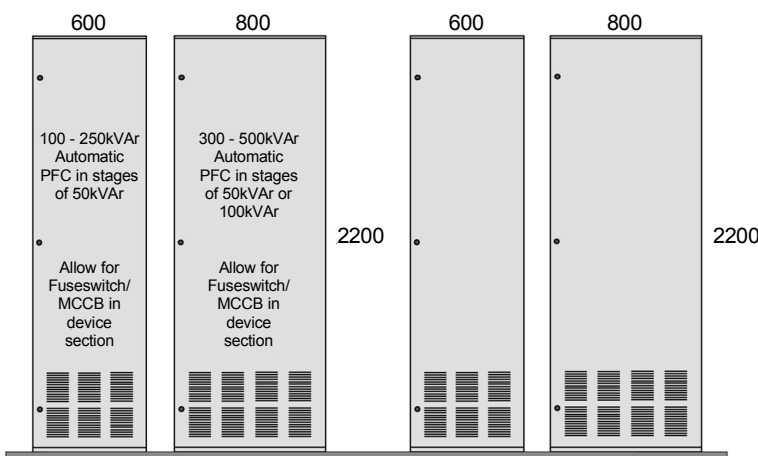 600
800
600
800
100 - 250kVAr
Automatic
PFC in stages
of 50kVAr
300 - 500kVAr
Automatic
PFC in stages
of 50kVAr or
100kVAr
2200
2200
Allow for
Fuseswitch/
MCCB in
device
section
Allow for
Fuseswitch/
MCCB in
device
section